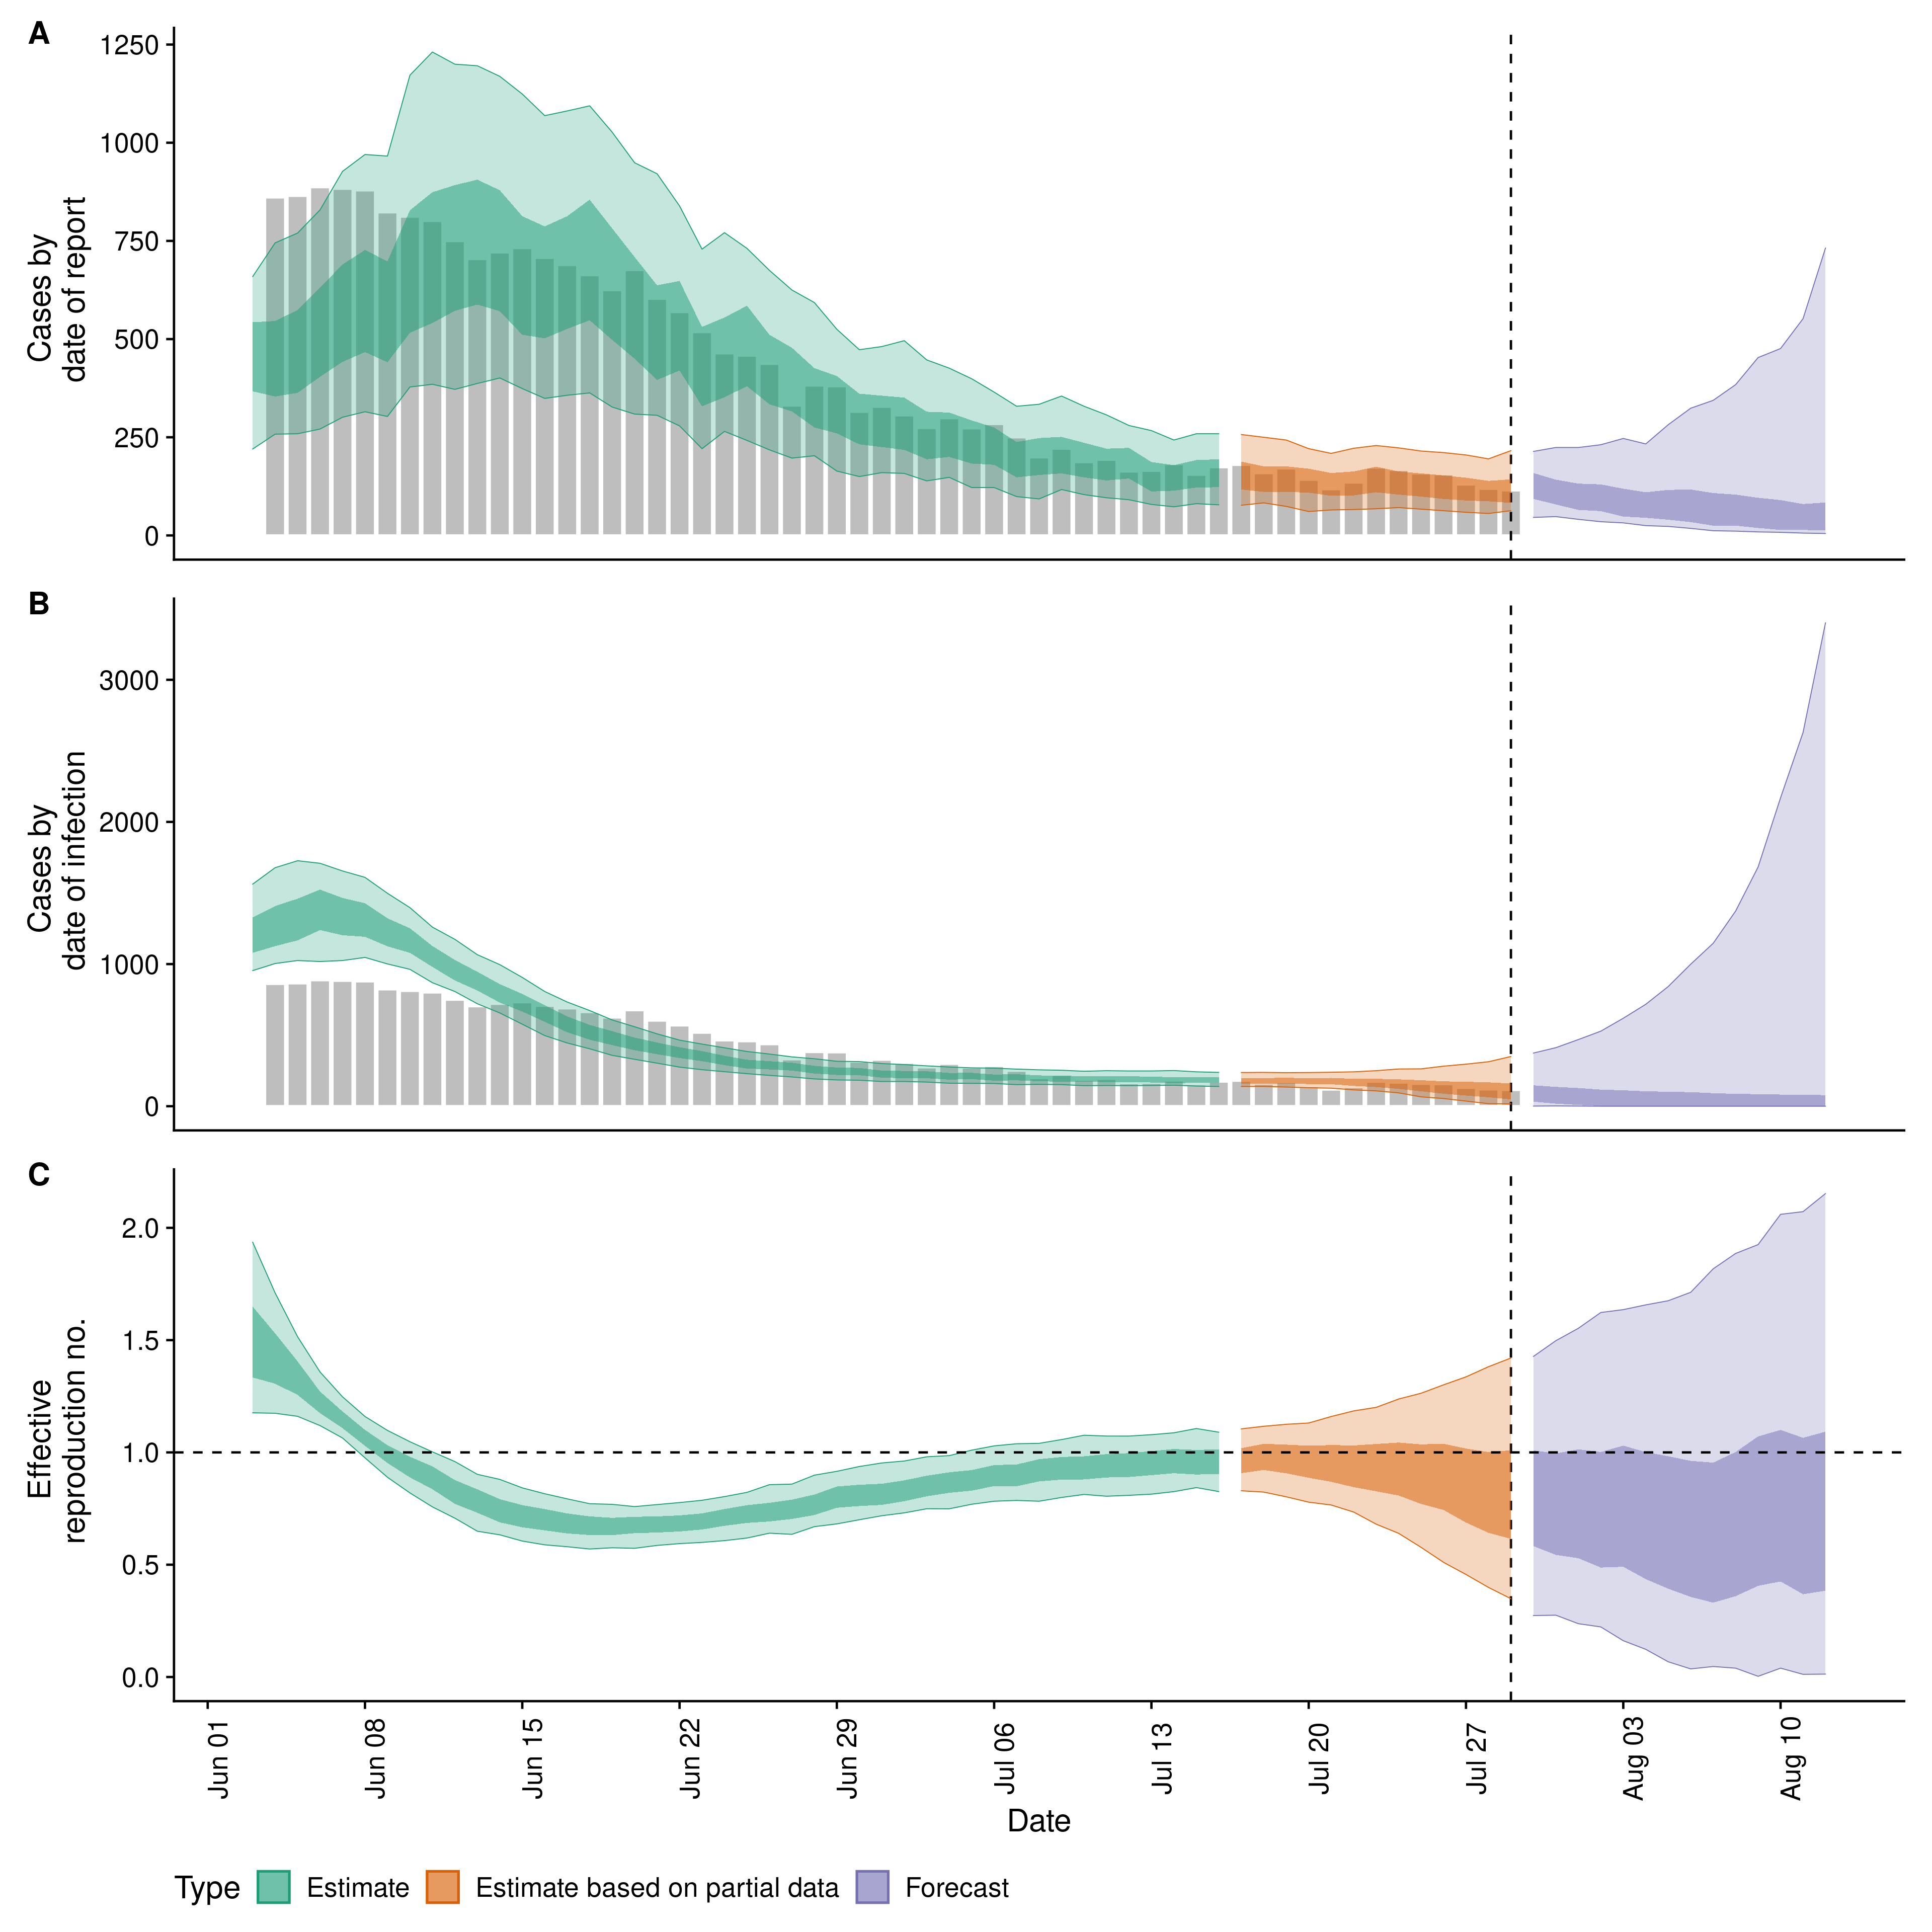 A
1250
1000
750
500
250
0
Cases by
date of report
B
3000
2000
1000
0
Cases by
date of infection
C
2.0
1.5
1.0
0.5
0.0
Effective
reproduction no.
Jun 01
Jun 08
Jun 15
Jun 22
Jun 29
Jul 06
Jul 13
Jul 20
Jul 27
Aug 03
Aug 10
Date
Type Estimate Estimate based on partial data Forecast